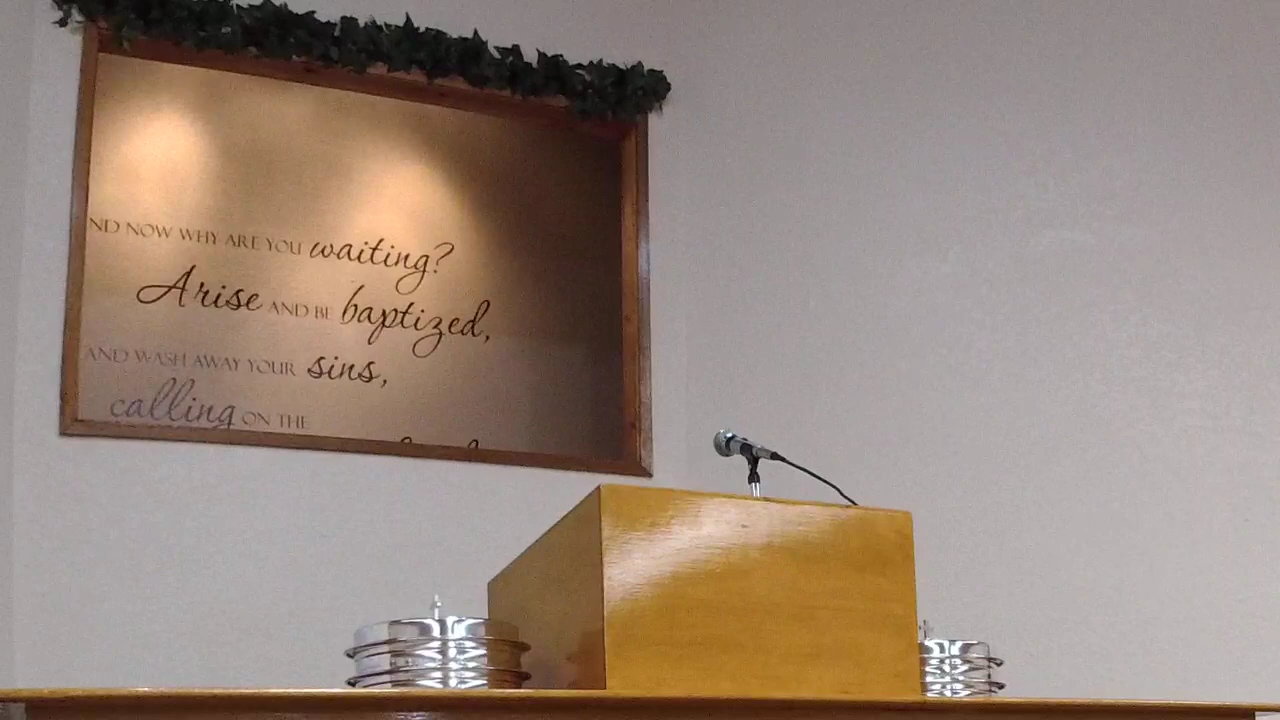 ND NOW WHY ARE YOU waiting?
Arise AND BE baptized,
AND WASH AWAY YOUR sins,
calling ON THE